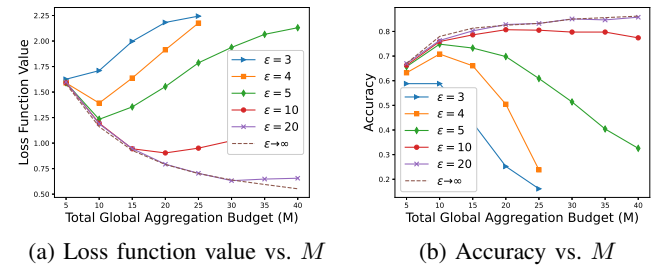 2.25
2.00
1.75
1.50
1.25
1.00
0.75
0.50
Loss Function Value
5 10 15 20 25 30 35 40
Total Global Aggregation Budget (M)
ε = 3
ε = 4
ε = 5
ε = 10
ε = 20
ε→∞
(a) Loss function value vs. M
0.8
0.7
0.6
0.5
0.4
0.3
0.2
Accuracy
5 10 15 20 25 30 35 40
Total Global Aggregation Budget (M)
ε = 3
ε = 4
ε = 5
ε = 10
ε = 20
ε→∞
(b) Accuracy vs. M